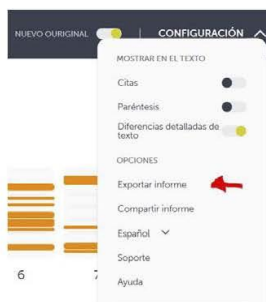 NUEVO OURIGINAL
CONFIGURACIÓN
MOSTRAR EN EL TEXTO
Citas
Paréntesis
Diferencias detalladas de
texto
OPCIONES
Exportar informe
Compartir informe
Español
Soporte
Ayuda
6
7